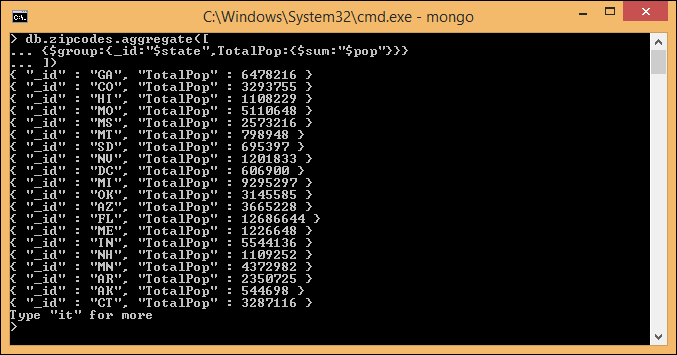 C:\Windows\System32\cmd.exe - mongo
> db.zipcodes.aggregate([
... {$group:{_id:"$state",TotalPop:{$sum:"$pop"}}}
... ])
{ "_id" : "GA", "TotalPop" : 6478216 }
{ "_id" : "CO", "TotalPop" : 3293755 }
{ "_id" : "HI", "TotalPop" : 1108229 }
{ "_id" : "MO", "TotalPop" : 5110648 }
{ "_id" : "MS", "TotalPop" : 2573216 }
{ "_id" : "MT", "TotalPop" : 798948 }
{ "_id" : "SD", "TotalPop" : 695397 }
{ "_id" : "NV", "TotalPop" : 1201833 }
{ "_id" : "DC", "TotalPop" : 606900 }
{ "_id" : "MI", "TotalPop" : 9295297 }
{ "_id" : "OK", "TotalPop" : 3145585 }
{ "_id" : "AZ", "TotalPop" : 3665228 }
{ "_id" : "FL", "TotalPop" : 12686644 }
{ "_id" : "ME", "TotalPop" : 1226648 }
{ "_id" : "IN", "TotalPop" : 5544136 }
{ "_id" : "NH", "TotalPop" : 1109252 }
{ "_id" : "MN", "TotalPop" : 4372982 }
{ "_id" : "AR", "TotalPop" : 2350725 }
{ "_id" : "AK", "TotalPop" : 544698 }
{ "_id" : "CT", "TotalPop" : 3287116 }
Type "it" for more
>